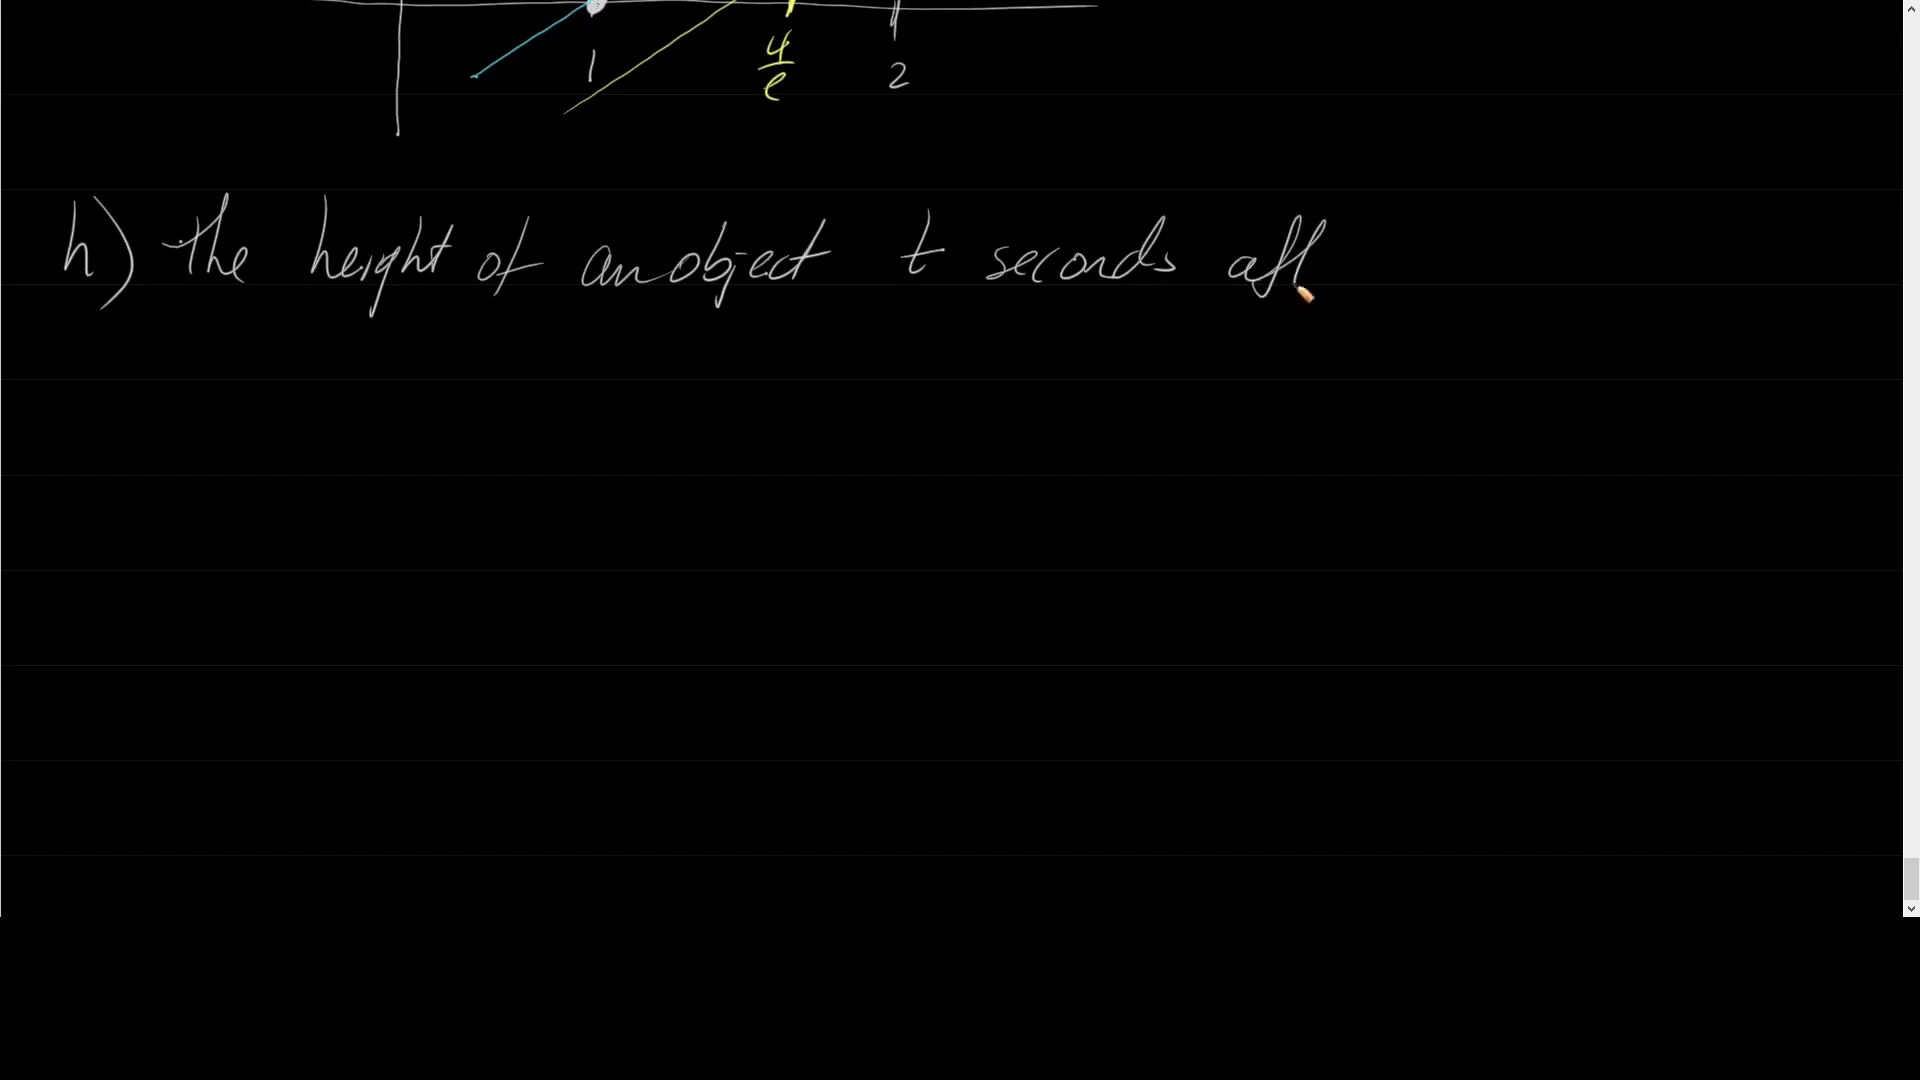 1
4/e
2
h) the height of an object t seconds aft